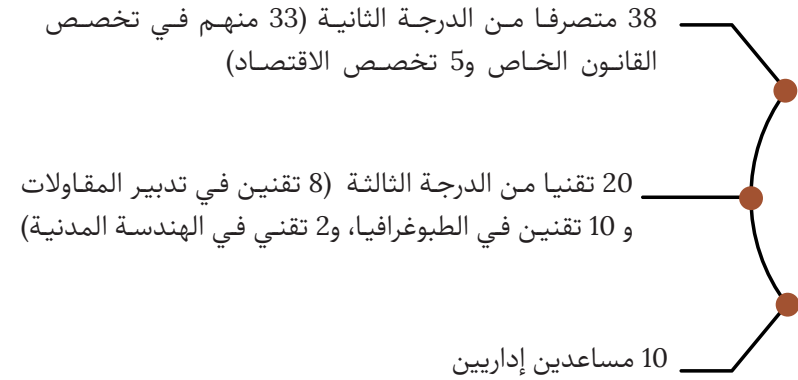 38 متصرفا من الدرجة الثانية (33 منهم في تخصص
القانون الخاص و5 تخصص الاقتصاد)
20 تقنيا من الدرجة الثالثة (8 تقنين في تدبير المقاولات
و 10 تقنين في الطبوغرافيا، و2 تقني في الهندسة المدنية)
10 مساعدين إداريين